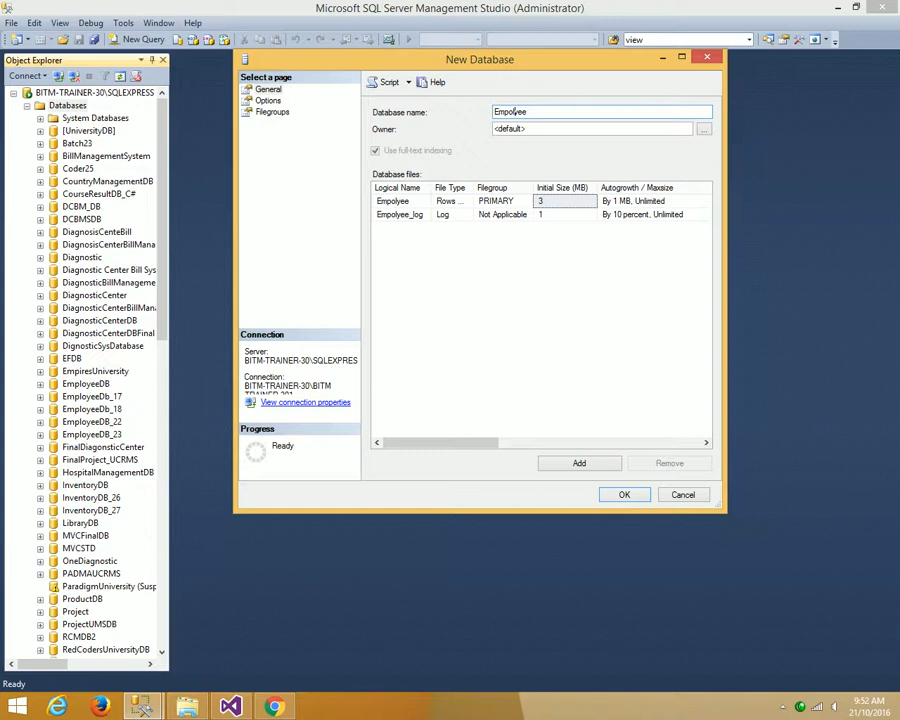 Microsoft SQL Server Management Studio (Administrator)
File Edit View Debug Tools Window Help
New Query
view
Object Explorer
Connect
BITM-TRAINER-30\SQLEXPRESS
Databases
System Databases
[UniversityDB]
Batch23
BillManagementSystem
Coder25
CountryManagementDB
CourseResultDB_C#
DCBM_DB
DCBMSDB
DiagnosisCenteBill
DiagnosisCenterBillMana
Diagnostic
Diagnostic Center Bill Sys
DiagnosticBillManageme
DiagnosticCenter
DiagnosticCenterBillMan
DiagnosticCenterDB
DiagnosticCenterDBFinal
DignosticSysDatabase
EFDB
EmpiresUniversity
EmployeeDB
EmployeeDb_17
EmployeeDb_18
EmployeeDB_22
EmployeeDB_23
FinalDiagonsticCenter
FinalProject_UCRMS
HospitalManagementDB
InventoryDB
InventoryDB_26
InventoryDB_27
LibraryDB
MVCFinalDB
MVCSTD
OneDiagnostic
PADMAUCRMS
ParadigmUniversity (Susp
ProductDB
Project
ProjectUMSDB
RCMDB2
RedCodersUniversityDB
New Database
Select a page
General
Options
Filegroups
Script Help
Database name: Empolyee
Owner: <default> ...
Use full-text indexing
Database files:
Logical Name File Type Filegroup Initial Size (MB) Autogrowth / Maxsize
Empolyee Rows ... PRIMARY 3 By 1 MB, Unlimited
Empolyee_log Log Not Applicable 1 By 10 percent, Unlimited
Connection
Server:
BITM-TRAINER-30\SQLEXPRES
Connection:
BITM-TRAINER-30\BITM
View connection properties
Progress
Ready
Add Remove
OK Cancel
Ready
9:52 AM
21/10/2016